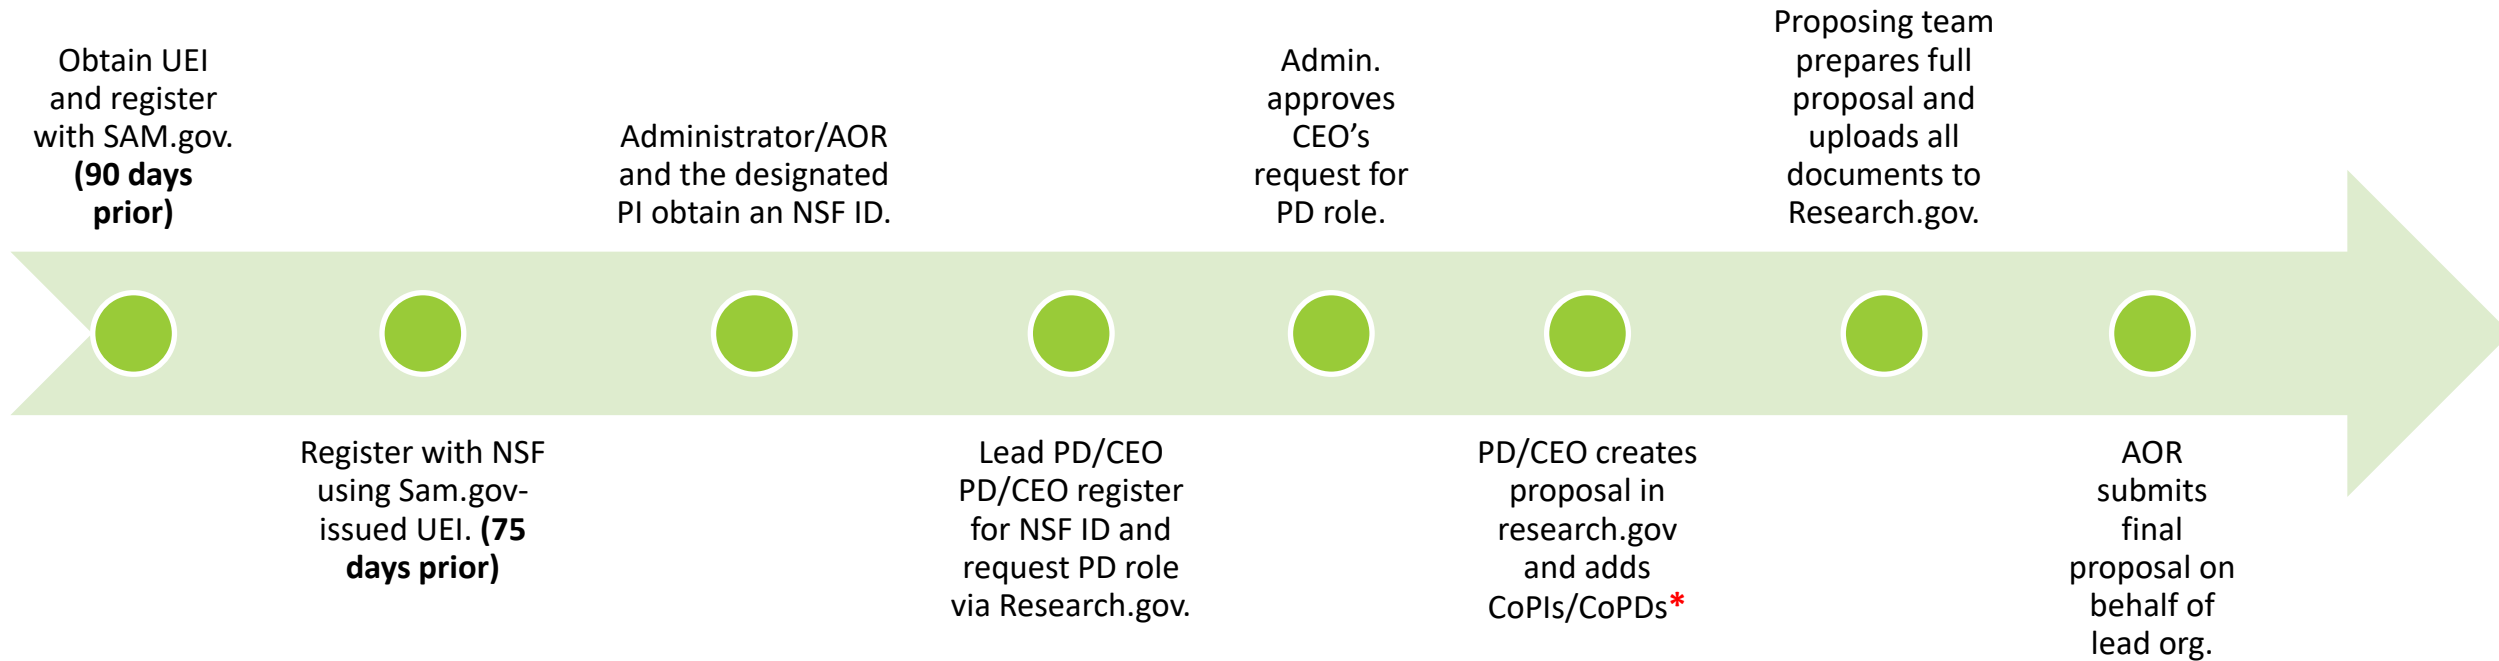 Obtain UEI
and register
with SAM.gov.
(90 days
prior)
Register with NSF
using Sam.gov-
issued UEI. (75
days prior)
Administrator/AOR
and the designated
PI obtain an NSF ID.
Lead PD/CEO
PD/CEO register
for NSF ID and
request PD role
via Research.gov.
Admin.
approves
CEO’s
request for
PD role.
PD/CEO creates
proposal in
research.gov
and adds
CoPIs/CoPDs*
Proposing team
prepares full
proposal and
uploads all
documents to
Research.gov.
AOR
submits
final
proposal on
behalf of
lead org.